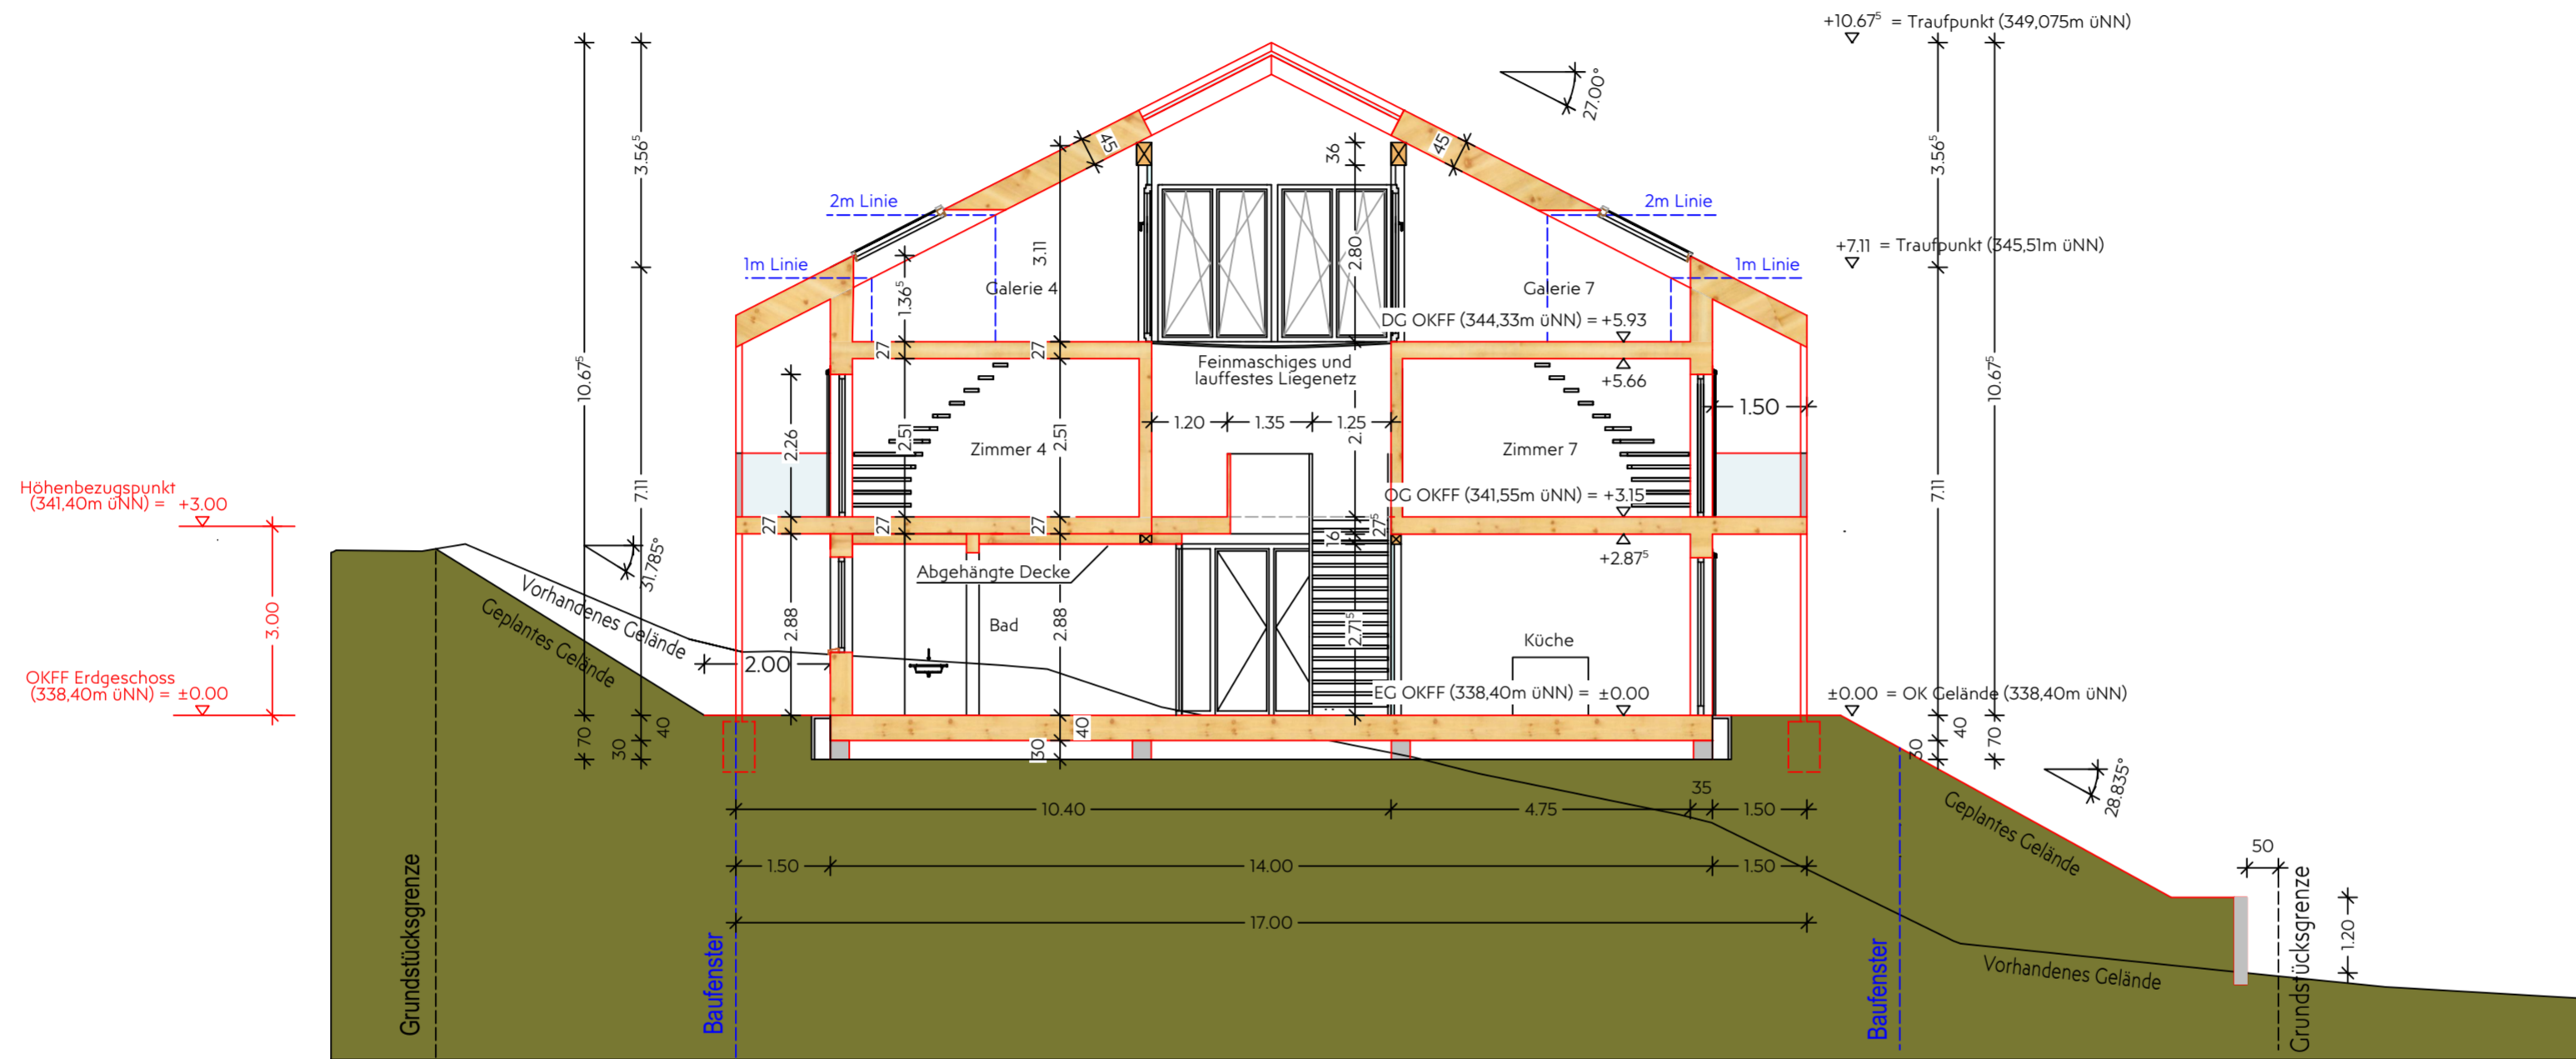 +10.67⁵ = Traufpunkt (349,075m üNN)
27.00°
3.56⁵
3.56⁵
45
45
36
2m Linie
2m Linie
+7.11 = Traufpunkt (345,51m üNN)
1m Linie
1m Linie
3.11
2.80
1.36⁵
Galerie 4
Galerie 7
DG OKFF (344,33m üNN) = +5.93
27
27
Feinmaschiges und
lauffestes Liegenetz
+5.66
10.67⁵
10.67⁵
1.20
1.35
1.25
1.50
2.26
2.51
2.51
Zimmer 4
Zimmer 7
7.11
7.11
Höhenbezugspunkt
(341,40m üNN) = +3.00
OG OKFF (341,55m üNN) = +3.15
27
27
27
27⁵
16
+2.87⁵
31.785°
Abgehängte Decke
Vorhandenes Gelände
Geplantes Gelände
3.00
2.88
2.88
2.71⁵
Bad
Küche
2.00
OKFF Erdgeschoss
(338,40m üNN) = ±0.00
EG OKFF (338,40m üNN) = ±0.00
±0.00 = OK Gelände (338,40m üNN)
70
30
40
30
40
30
40
70
28.835°
35
10.40
4.75
1.50
Geplantes Gelände
50
1.50
14.00
1.50
17.00
1.20
Grundstücksgrenze
Baufenster
Baufenster
Vorhandenes Gelände
Grundstücksgrenze